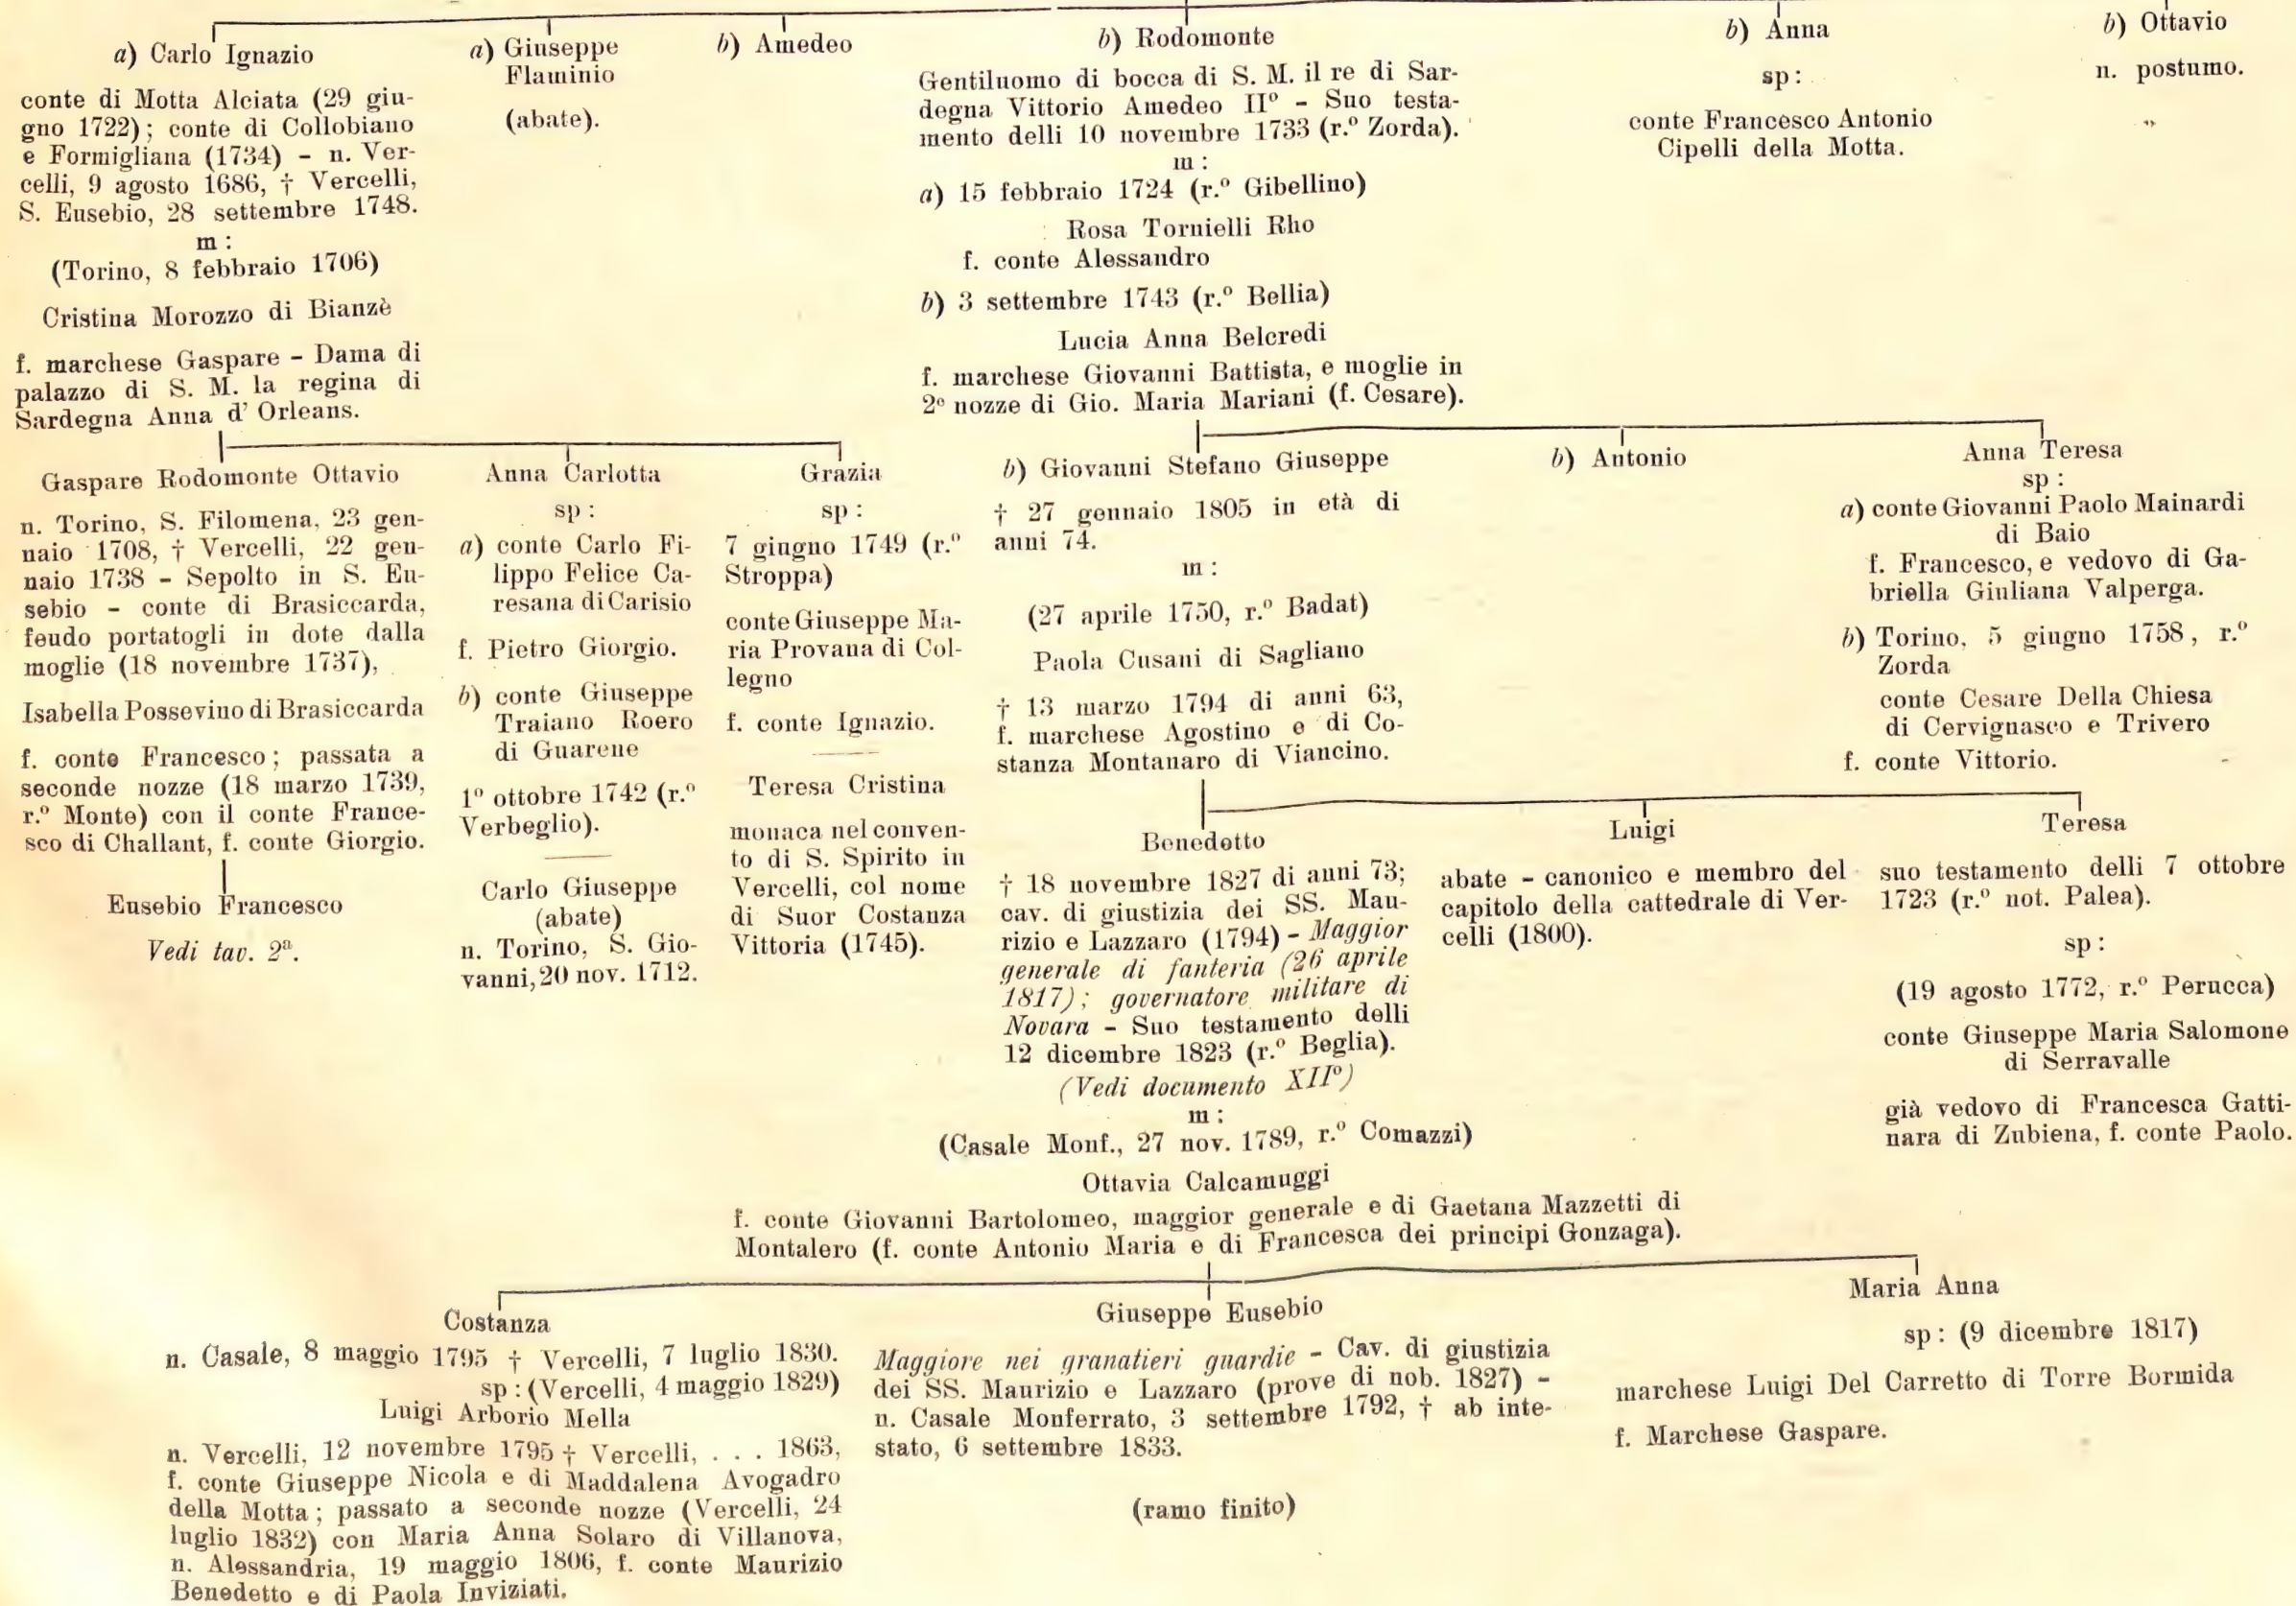 a) Carlo Ignazio
conte di Motta Alciata (29 giu-
gno 1722); conte di Collobiano
e Formigliana (1734) - n. Ver-
celli, 9 agosto 1686, † Vercelli,
S. Eusebio, 28 settembre 1748.
m:
(Torino, 8 febbraio 1706)
Cristina Morozzo di Bianzè
f. marchese Gaspare - Dama di
palazzo di S. M. la regina di
Sardegna Anna d' Orleans.
a) Giuseppe
Flaminio
(abate).
b) Amedeo
b) Rodomonte
Gentiluomo di bocca di S. M. il re di Sar-
degna Vittorio Amedeo IIº - Suo testa-
mento delli 10 novembre 1733 (r.º Zorda).
m:
a) 15 febbraio 1724 (r.º Gibellino)
Rosa Tornielli Rho
f. conte Alessandro
b) 3 settembre 1743 (r.º Bellia)
Lucia Anna Belcredi
f. marchese Giovanni Battista, e moglie in
2e nozze di Gio. Maria Mariani (f. Cesare).
b) Anna
sp:
conte Francesco Antonio
Cipelli della Motta.
b) Ottavio
n. postumo.
Gaspare Rodomonte Ottavio
n. Torino, S. Filomena, 23 gen-
naio 1708, † Vercelli, 22 gen-
naio 1738 - Sepolto in S. Eu-
sebio - conte di Brasiccarda,
feudo portatogli in dote dalla
moglie (18 novembre 1737),
Isabella Possevino di Brasiccarda
f. conte Francesco; passata a
seconde nozze (18 marzo 1739,
r.º Monte) con il conte France-
sco di Challant, f. conte Giorgio.
Eusebio Francesco
Vedi tav. 2ª.
Anna Carlotta
sp:
a) conte Carlo Fi-
lippo Felice Ca-
resana di Carisio
f. Pietro Giorgio.
b) conte Giuseppe
Traiano Roero
di Guarene
1º ottobre 1742 (r.º
Verbeglio).
Carlo Giuseppe
(abate)
n. Torino, S. Gio-
vanni, 20 nov. 1712.
Grazia
sp:
7 giugno 1749 (r.º
Stroppa)
conte Giuseppe Ma-
ria Provana di Col-
legno
f. conte Ignazio.
Teresa Cristina
monaca nel conven-
to di S. Spirito in
Vercelli, col nome
di Suor Costanza
Vittoria (1745).
b) Giovanni Stefano Giuseppe
† 27 gennaio 1805 in età di
anni 74.
m:
(27 aprile 1750, r.º Badat)
Paola Cusani di Sagliano
† 13 marzo 1794 di anni 63,
f. marchese Agostino e di Co-
stanza Montanaro di Viancino.
b) Antonio
Anna Teresa
sp:
a) conte Giovanni Paolo Mainardi
di Baio
f. Francesco, e vedovo di Ga-
briella Giuliana Valperga.
b) Torino, 5 giugno 1758, r.º
Zorda
conte Cesare Della Chiesa
di Cervignasco e Trivero
f. conte Vittorio.
Benedetto
† 18 novembre 1827 di anni 73;
cav. di giustizia dei SS. Mau-
rizio e Lazzaro (1794) - Maggior
generale di fanteria (26 aprile
1817); governatore militare di
Novara - Suo testamento delli
12 dicembre 1823 (r.º Beglia).
(Vedi documento XIIº)
m:
(Casale Monf., 27 nov. 1789, r.º Comazzi)
Ottavia Calcamuggi
f. conte Giovanni Bartolomeo, maggior generale e di Gaetana Mazzetti di
Montalero (f. conte Antonio Maria e di Francesca dei principi Gonzaga).
Luigi
abate - canonico e membro del
capitolo della cattedrale di Ver-
celli (1800).
Teresa
suo testamento delli 7 ottobre
1723 (r.º not. Palea).
sp:
(19 agosto 1772, r.º Perucca)
conte Giuseppe Maria Salomone
di Serravalle
già vedovo di Francesca Gatti-
nara di Zubiena, f. conte Paolo.
Costanza
n. Casale, 8 maggio 1795 † Vercelli, 7 luglio 1830.
sp: (Vercelli, 4 maggio 1829)
Luigi Arborio Mella
n. Vercelli, 12 novembre 1795 † Vercelli, . . . 1863,
f. conte Giuseppe Nicola e di Maddalena Avogadro
della Motta; passato a seconde nozze (Vercelli, 24
luglio 1832) con Maria Anna Solaro di Villanova,
n. Alessandria, 19 maggio 1806, f. conte Maurizio
Benedetto e di Paola Inviziati.
Giuseppe Eusebio
Maggiore nei granatieri guardie - Cav. di giustizia
dei SS. Maurizio e Lazzaro (prove di nob. 1827) -
n. Casale Monferrato, 3 settembre 1792, † ab inte-
stato, 6 settembre 1833.
(ramo finito)
Maria Anna
sp: (9 dicembre 1817)
marchese Luigi Del Carretto di Torre Bormida
f. Marchese Gaspare.